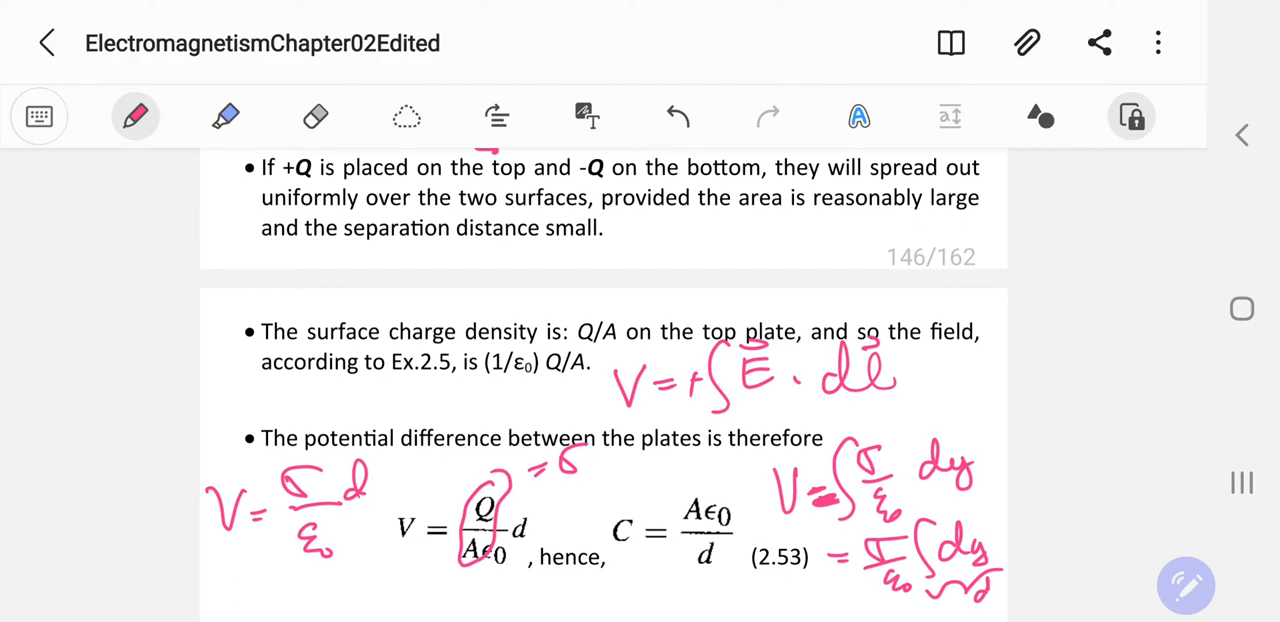 ElectromagnetismChapter02Edited
• If +Q is placed on the top and -Q on the bottom, they will spread out
uniformly over the two surfaces, provided the area is reasonably large
and the separation distance small.
146/162
• The surface charge density is: Q/A on the top plate, and so the field,
according to Ex.2.5, is (1/ε₀) Q/A.
V = +∫ E⃗ . dl⃗
• The potential difference between the plates is therefore
= σ
V = σ/ε₀ d
V = Q/Aϵ₀ d , hence, C = Aϵ₀/d (2.53)
V = ∫ σ/ε₀ dy
= σ/ε₀ ∫ dy
d